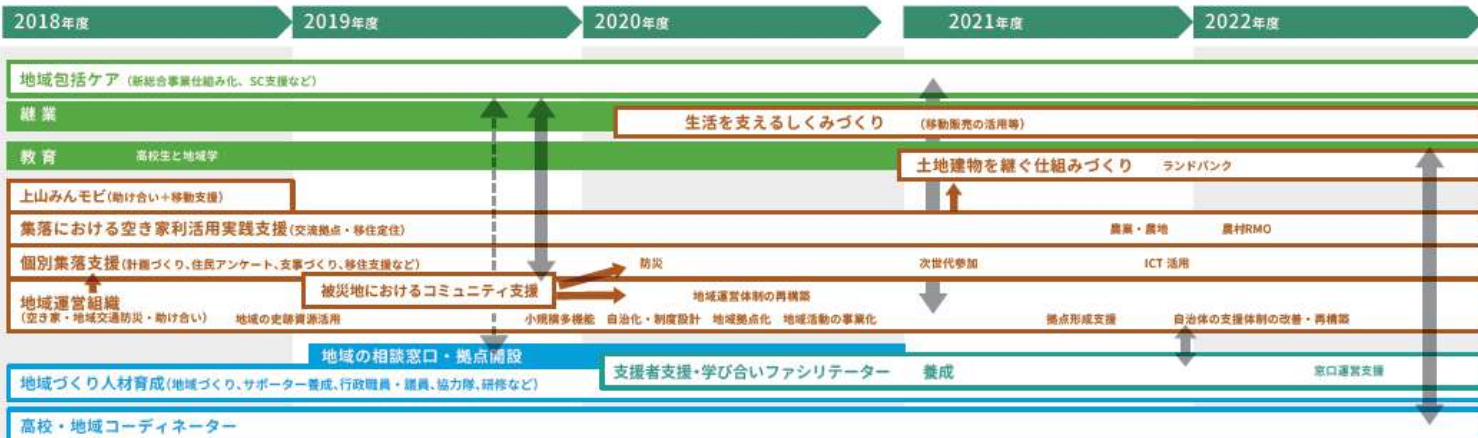 2018年度 2019年度 2020年度 2021年度 2022年度
地域包括ケア（新総合事業仕組み化、SC支援など）
継業
生活を支えるしくみづくり （移動販売の活用等）
教育 高校生と地域学
土地建物を継ぐ仕組みづくり ランドバンク
上山みんモビ（助け合い＋移動支援）
集落における空き家利活用実践支援（交流拠点・移住定住） 農業・農地 農村RMO
個別集落支援（計画づくり、住民アンケート、支事づくり、移住支援など） 防災 次世代参加 ICT 活用
被災地におけるコミュニティ支援
地域運営組織 地域運営体制の再構築
（空き家・地域交通防災・助け合い） 地域の史跡資源活用 小規模多機能 自治化・制度設計 地域拠点化 地域活動の事業化 拠点形成支援 自治体の支援体制の改善・再構築
地域の相談窓口・拠点開設
支援者支援・学び合いファシリテーター 養成 窓口運営支援
地域づくり人材育成（地域づくり、サポーター養成、行政職員・議員、協力隊、研修など）
高校・地域コーディネーター